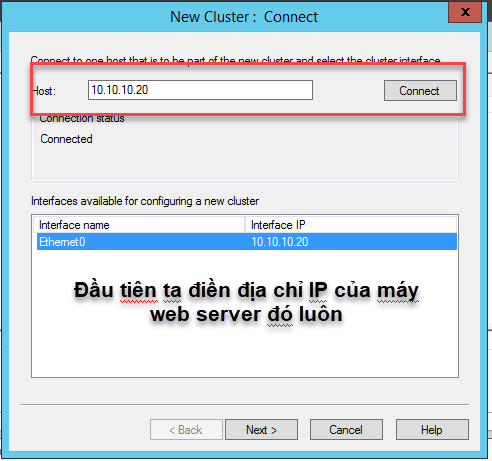 New Cluster : Connect
x
Connect to one host that is to be part of the new cluster and select the cluster interface
Host: 10.10.10.20 Connect
Connection status
Connected
Interfaces available for configuring a new cluster
Interface name Interface IP
Ethernet0 10.10.10.20
Đầu tiên ta điền địa chỉ IP của máy
web server đó luôn
< Back Next > Cancel Help